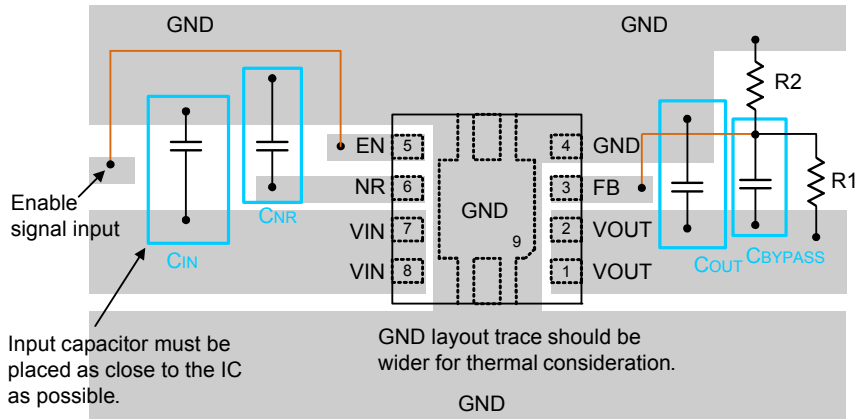 GND
GND
R2
EN
5
4
GND
NR
6
3
FB
R1
GND
Enable
signal input
CNR
VIN
7
2
VOUT
CIN
9
COUT
CBYPASS
VIN
8
1
VOUT
Input capacitor must be
placed as close to the IC
as possible.
GND layout trace should be
wider for thermal consideration.
GND